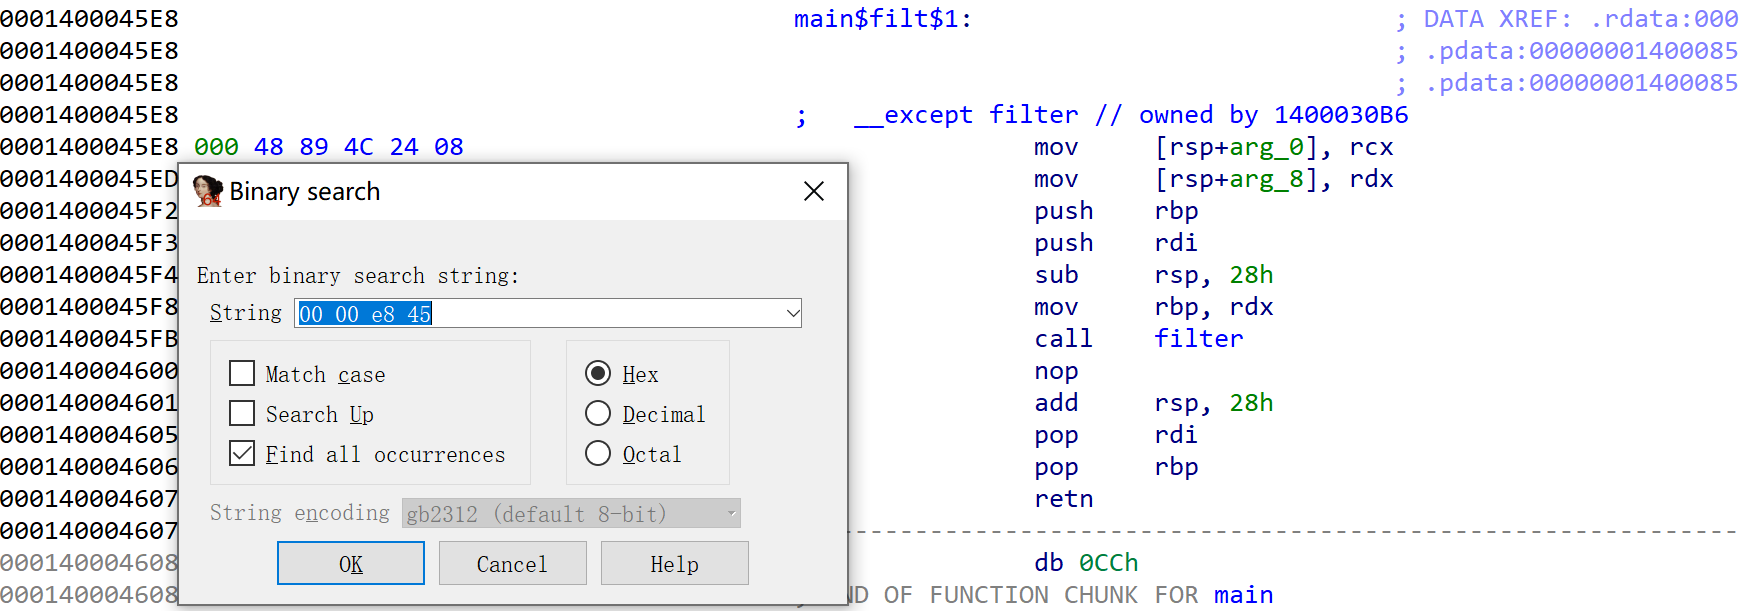 0001400045E8 main$filt$1: ; DATA XREF: .rdata:000
0001400045E8 ; .pdata:00000001400085
0001400045E8 ; .pdata:00000001400085
0001400045E8 ; __except filter // owned by 1400030B6
0001400045E8 000 48 89 4C 24 08 mov [rsp+arg_0], rcx
0001400045ED mov [rsp+arg_8], rdx
0001400045F2 push rbp
0001400045F3 push rdi
0001400045F4 sub rsp, 28h
0001400045F8 mov rbp, rdx
0001400045FB call filter
000140004600 nop
000140004601 add rsp, 28h
000140004605 pop rdi
000140004606 pop rbp
000140004607 retn
000140004607 ------------------------------------------------------------
000140004608 db 0CCh
000140004608 ND OF FUNCTION CHUNK FOR main
64
Binary search
Enter binary search string:
String 00 00 e8 45
Match case
Search Up
Find all occurrences
Hex
Decimal
Octal
String encoding gb2312 (default 8-bit)
OK Cancel Help